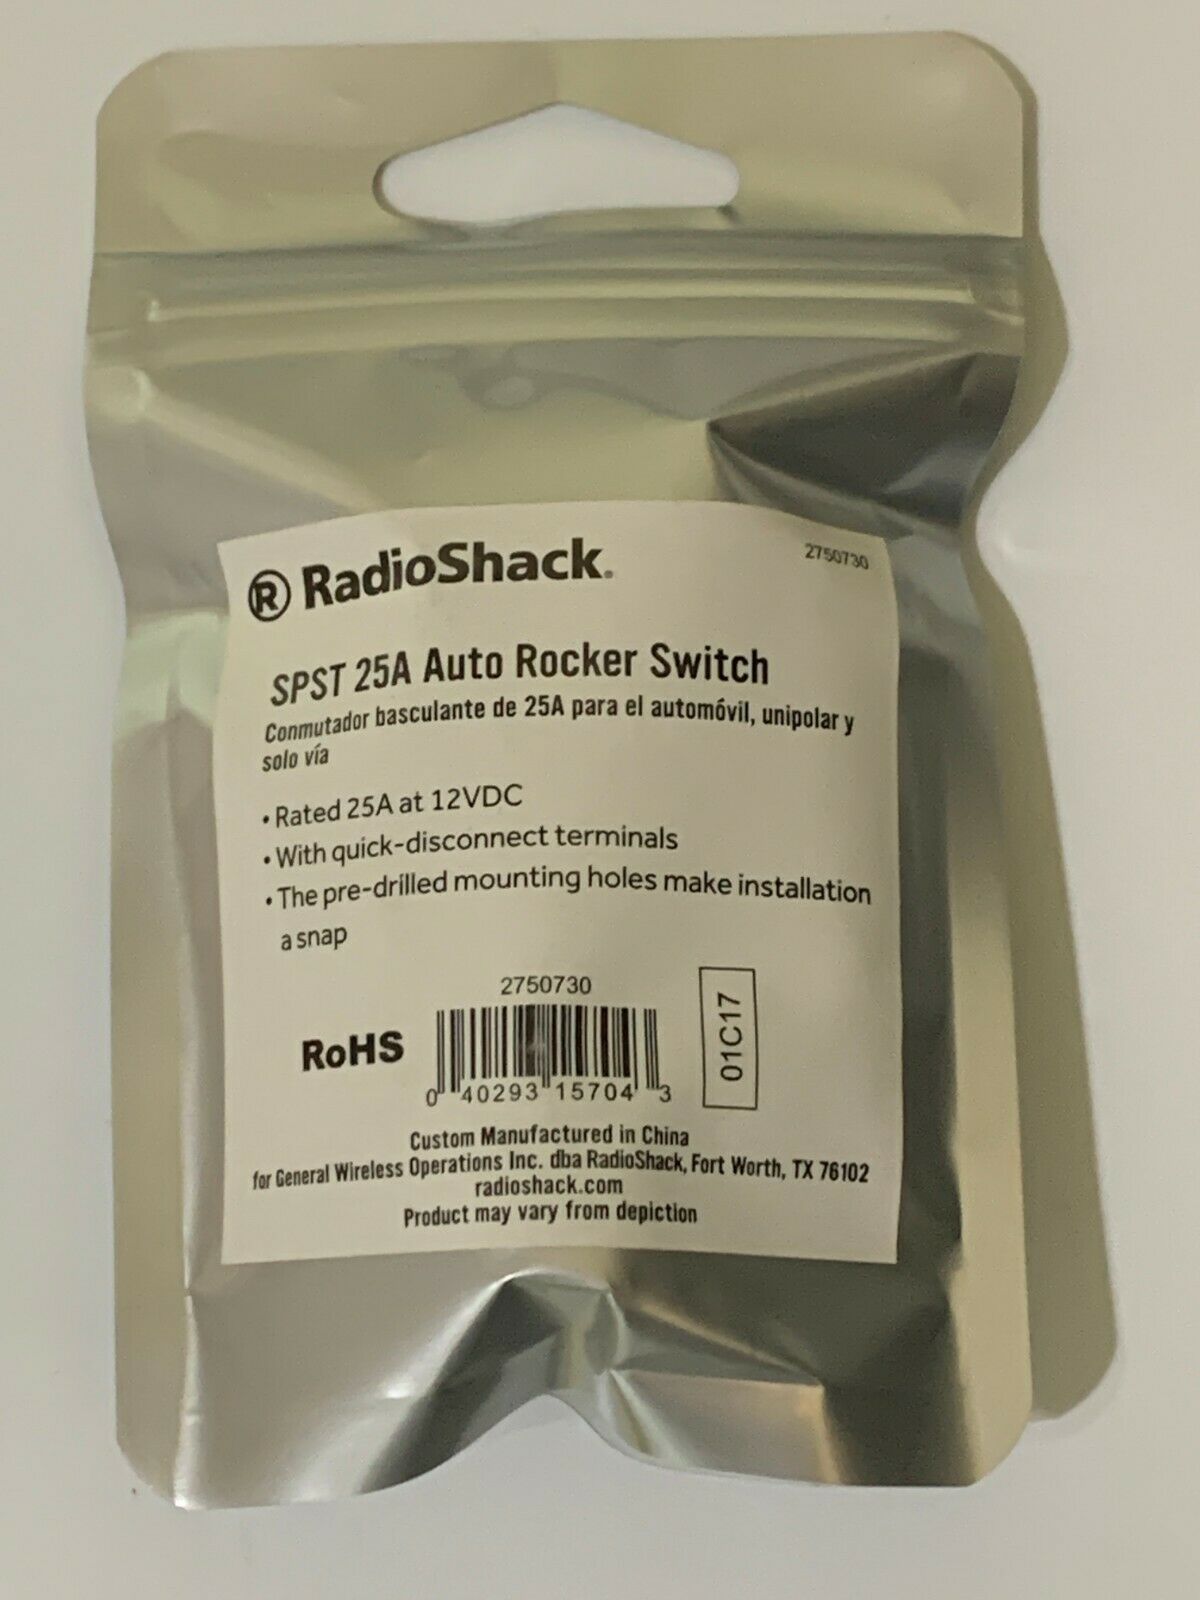 ® RadioShack.
2750730
SPST 25A Auto Rocker Switch
Conmutador basculante de 25A para el automóvil, unipolar y
solo vía
• Rated 25A at 12VDC
• With quick-disconnect terminals
• The pre-drilled mounting holes make installation
a snap
2750730
RoHS
01C17
0 40293 15704 3
Custom Manufactured in China
for General Wireless Operations Inc. dba RadioShack, Fort Worth, TX 76102
radioshack.com
Product may vary from depiction